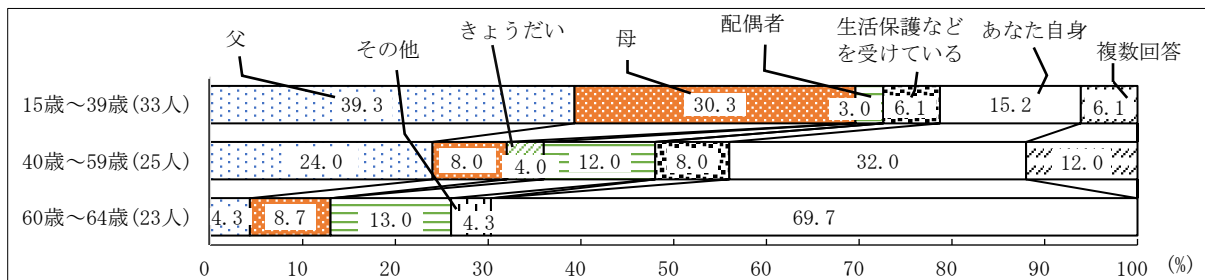 父
その他
きょうだい
母
配偶者
生活保護など
を受けている
あなた自身
複数回答
15歳～39歳(33人)
39.3
30.3
3.0
6.1
15.2
6.1
40歳～59歳(25人)
24.0
8.0
4.0
12.0
8.0
32.0
12.0
60歳～64歳(23人)
4.3
8.7
13.0
4.3
69.7
0 10 20 30 40 50 60 70 80 90 100 (%)